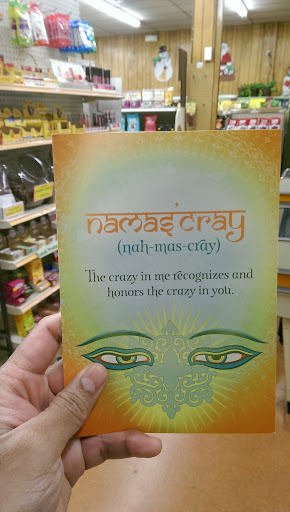 namas'cray
(nah-mas-cray)
The crazy in me recognizes and
honors the crazy in you.